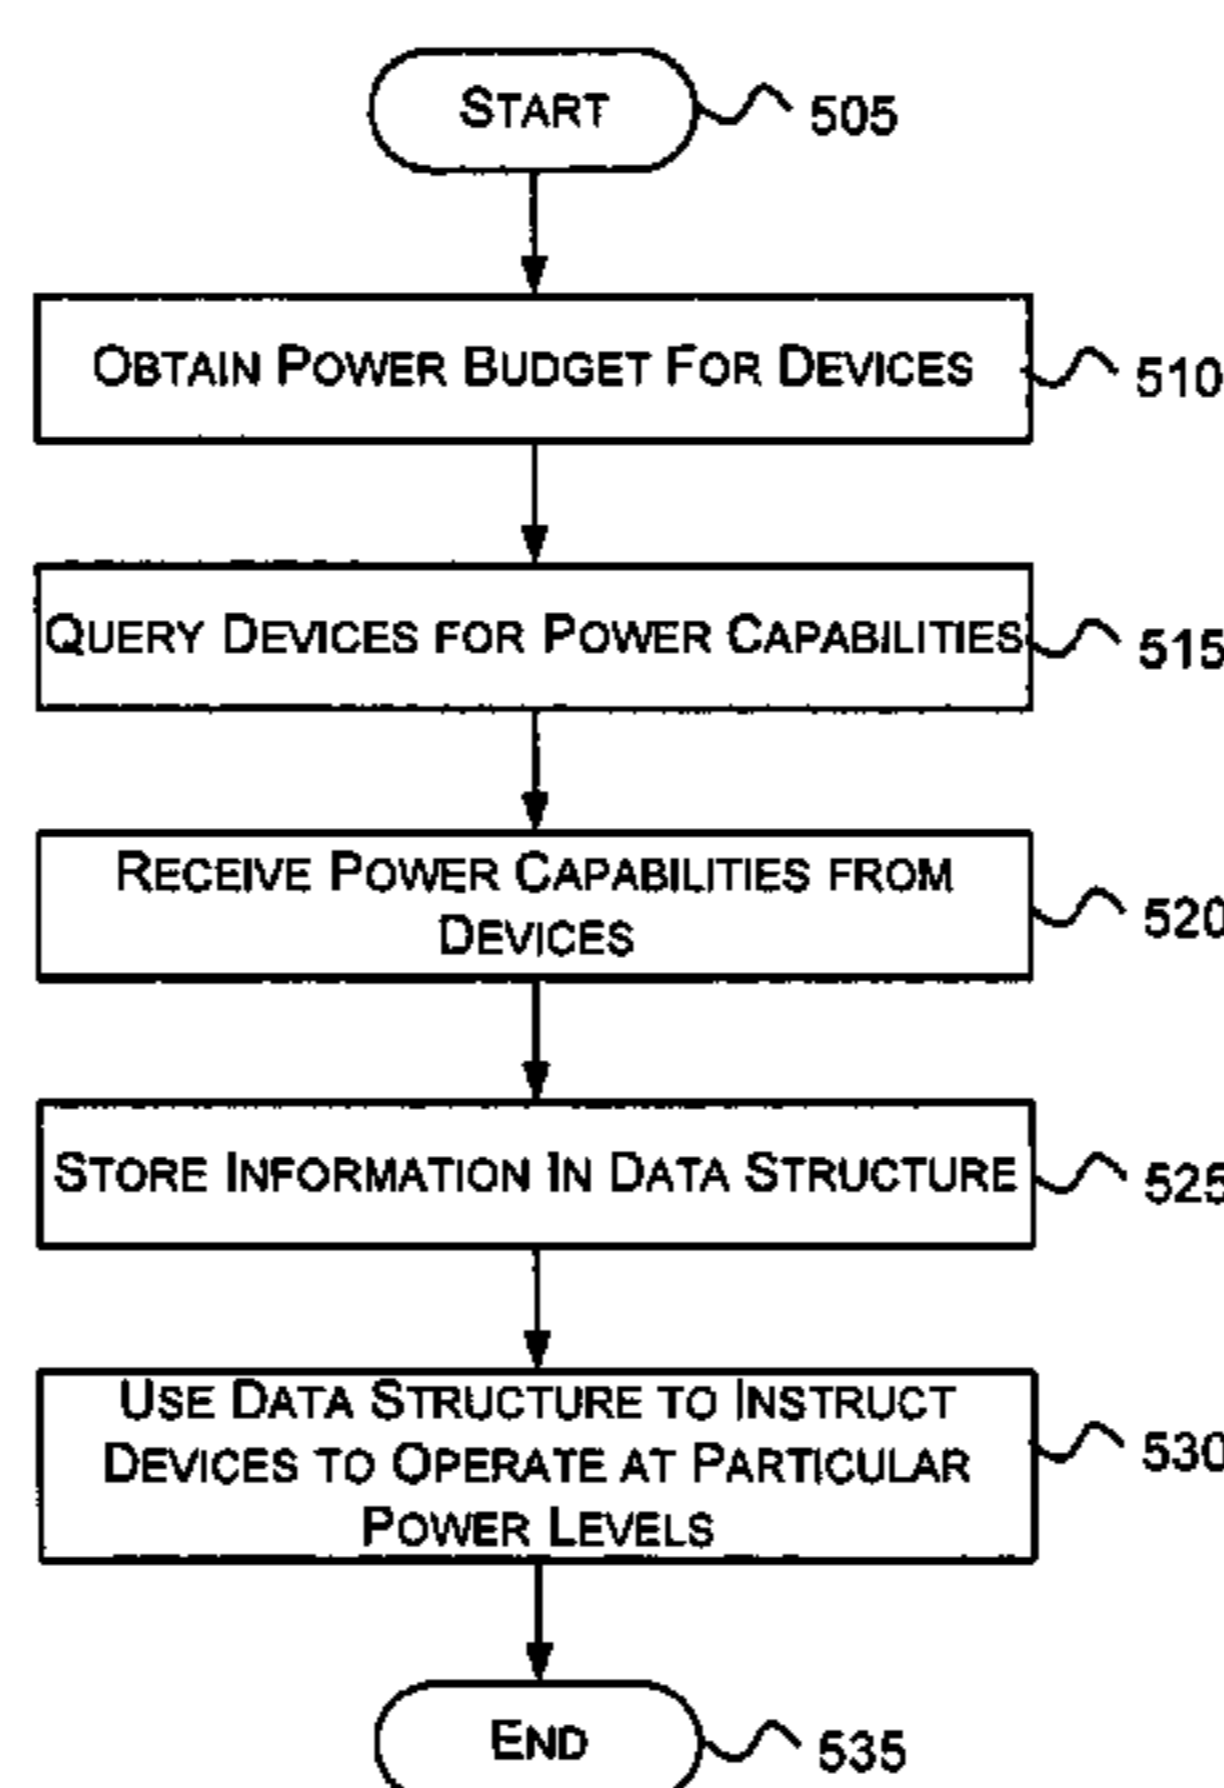 START
505
OBTAIN POWER BUDGET FOR DEVICES
510
QUERY DEVICES FOR POWER CAPABILITIES
515
RECEIVE POWER CAPABILITIES FROM
DEVICES
520
STORE INFORMATION IN DATA STRUCTURE
525
USE DATA STRUCTURE TO INSTRUCT
DEVICES TO OPERATE AT PARTICULAR
POWER LEVELS
530
END
535